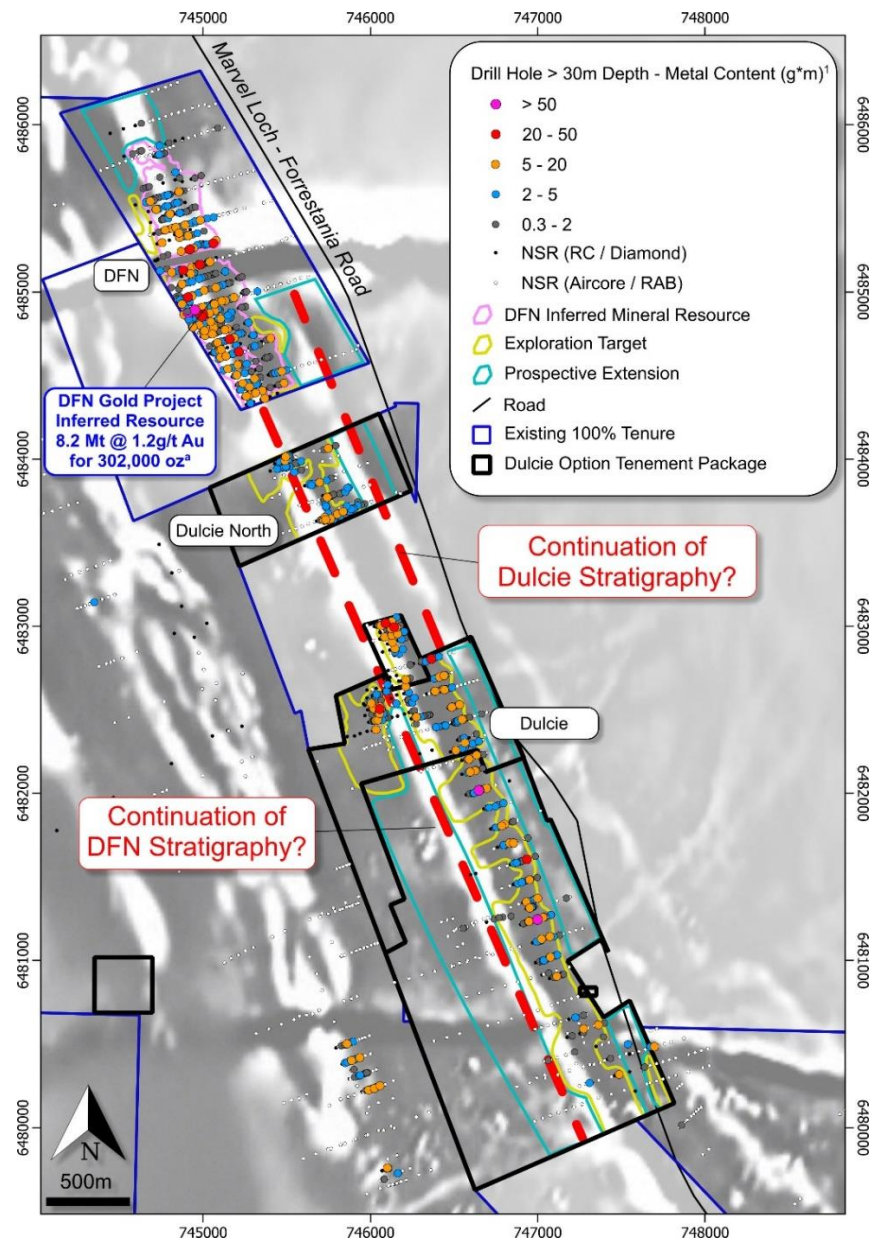 745000
746000
747000
748000
6486000
6485000
6484000
6483000
6482000
6481000
6480000
6486000
6485000
6484000
6483000
6482000
6481000
6480000
Marvel Loch - Forrestania Road
Drill Hole > 30m Depth - Metal Content (g*m)¹
> 50
20 - 50
5 - 20
2 - 5
0.3 - 2
NSR (RC / Diamond)
NSR (Aircore / RAB)
DFN Inferred Mineral Resource
Exploration Target
Prospective Extension
Road
Existing 100% Tenure
Dulcie Option Tenement Package
DFN
DFN Gold Project
Inferred Resource
8.2 Mt @ 1.2g/t Au
for 302,000 ozᵃ
Dulcie North
Continuation of
Dulcie Stratigraphy?
Dulcie
Continuation of
DFN Stratigraphy?
N
500m
745000
746000
747000
748000